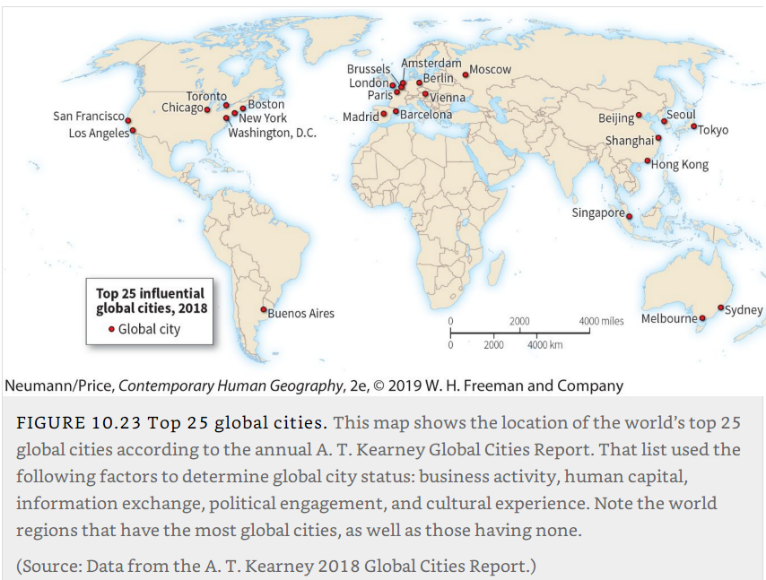 Amsterdam
Brussels
Moscow
London
Berlin
Paris
Vienna
Toronto
Chicago
Boston
New York
Madrid
Barcelona
San Francisco
Los Angeles
Washington, D.C.
Beijing
Seoul
Tokyo
Shanghai
Hong Kong
Singapore
Top 25 influential
global cities, 2018
Global city
Buenos Aires
Melbourne
Sydney
0 2000 4000 miles
0 2000 4000 km
Neumann/Price, Contemporary Human Geography, 2e, © 2019 W. H. Freeman and Company
FIGURE 10.23 Top 25 global cities. This map shows the location of the world's top 25
global cities according to the annual A. T. Kearney Global Cities Report. That list used the
following factors to determine global city status: business activity, human capital,
information exchange, political engagement, and cultural experience. Note the world
regions that have the most global cities, as well as those having none.
(Source: Data from the A. T. Kearney 2018 Global Cities Report.)